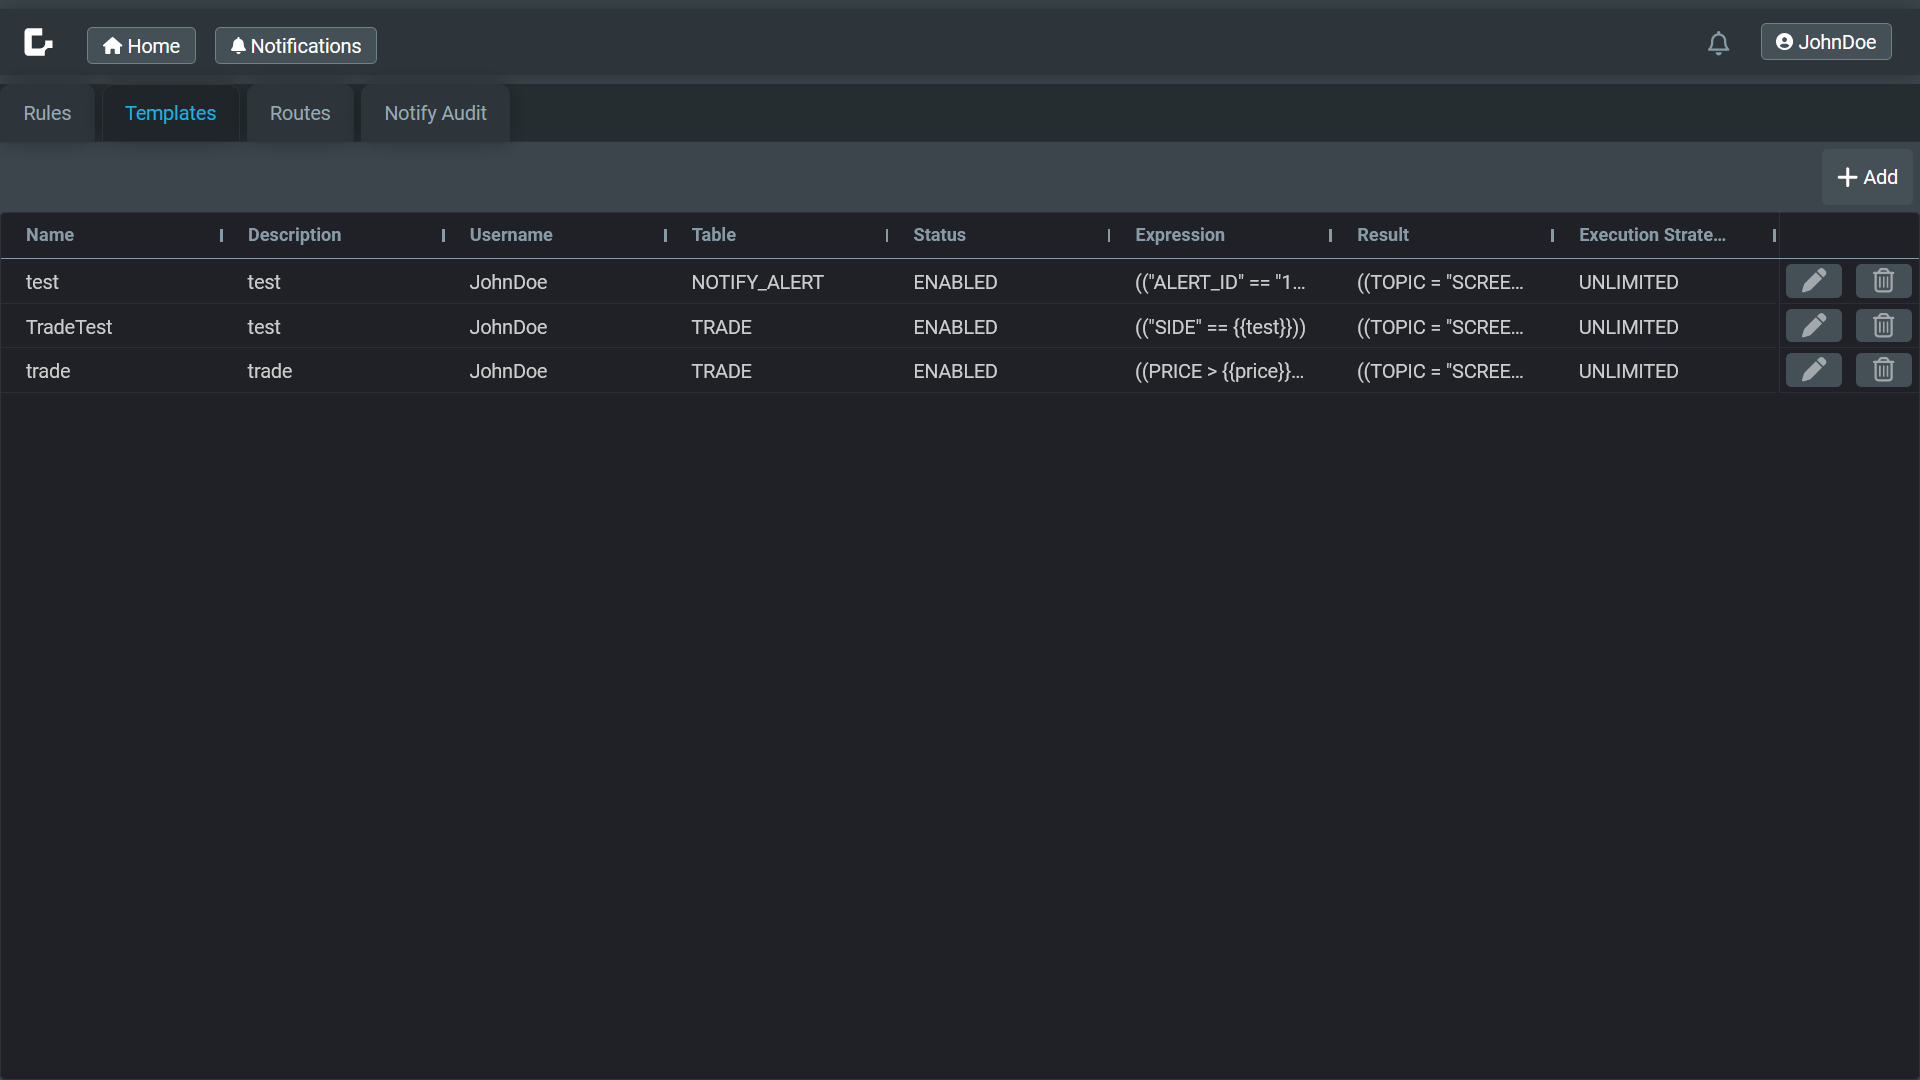 Home Notifications JohnDoe
Rules Templates Routes Notify Audit
Add
Name Description Username Table Status Expression Result Execution Strate...
test test JohnDoe NOTIFY_ALERT ENABLED (("ALERT_ID" == "1... ((TOPIC = "SCREE... UNLIMITED
TradeTest test JohnDoe TRADE ENABLED (("SIDE" == {{test}})) ((TOPIC = "SCREE... UNLIMITED
trade trade JohnDoe TRADE ENABLED ((PRICE > {{price}}... ((TOPIC = "SCREE... UNLIMITED